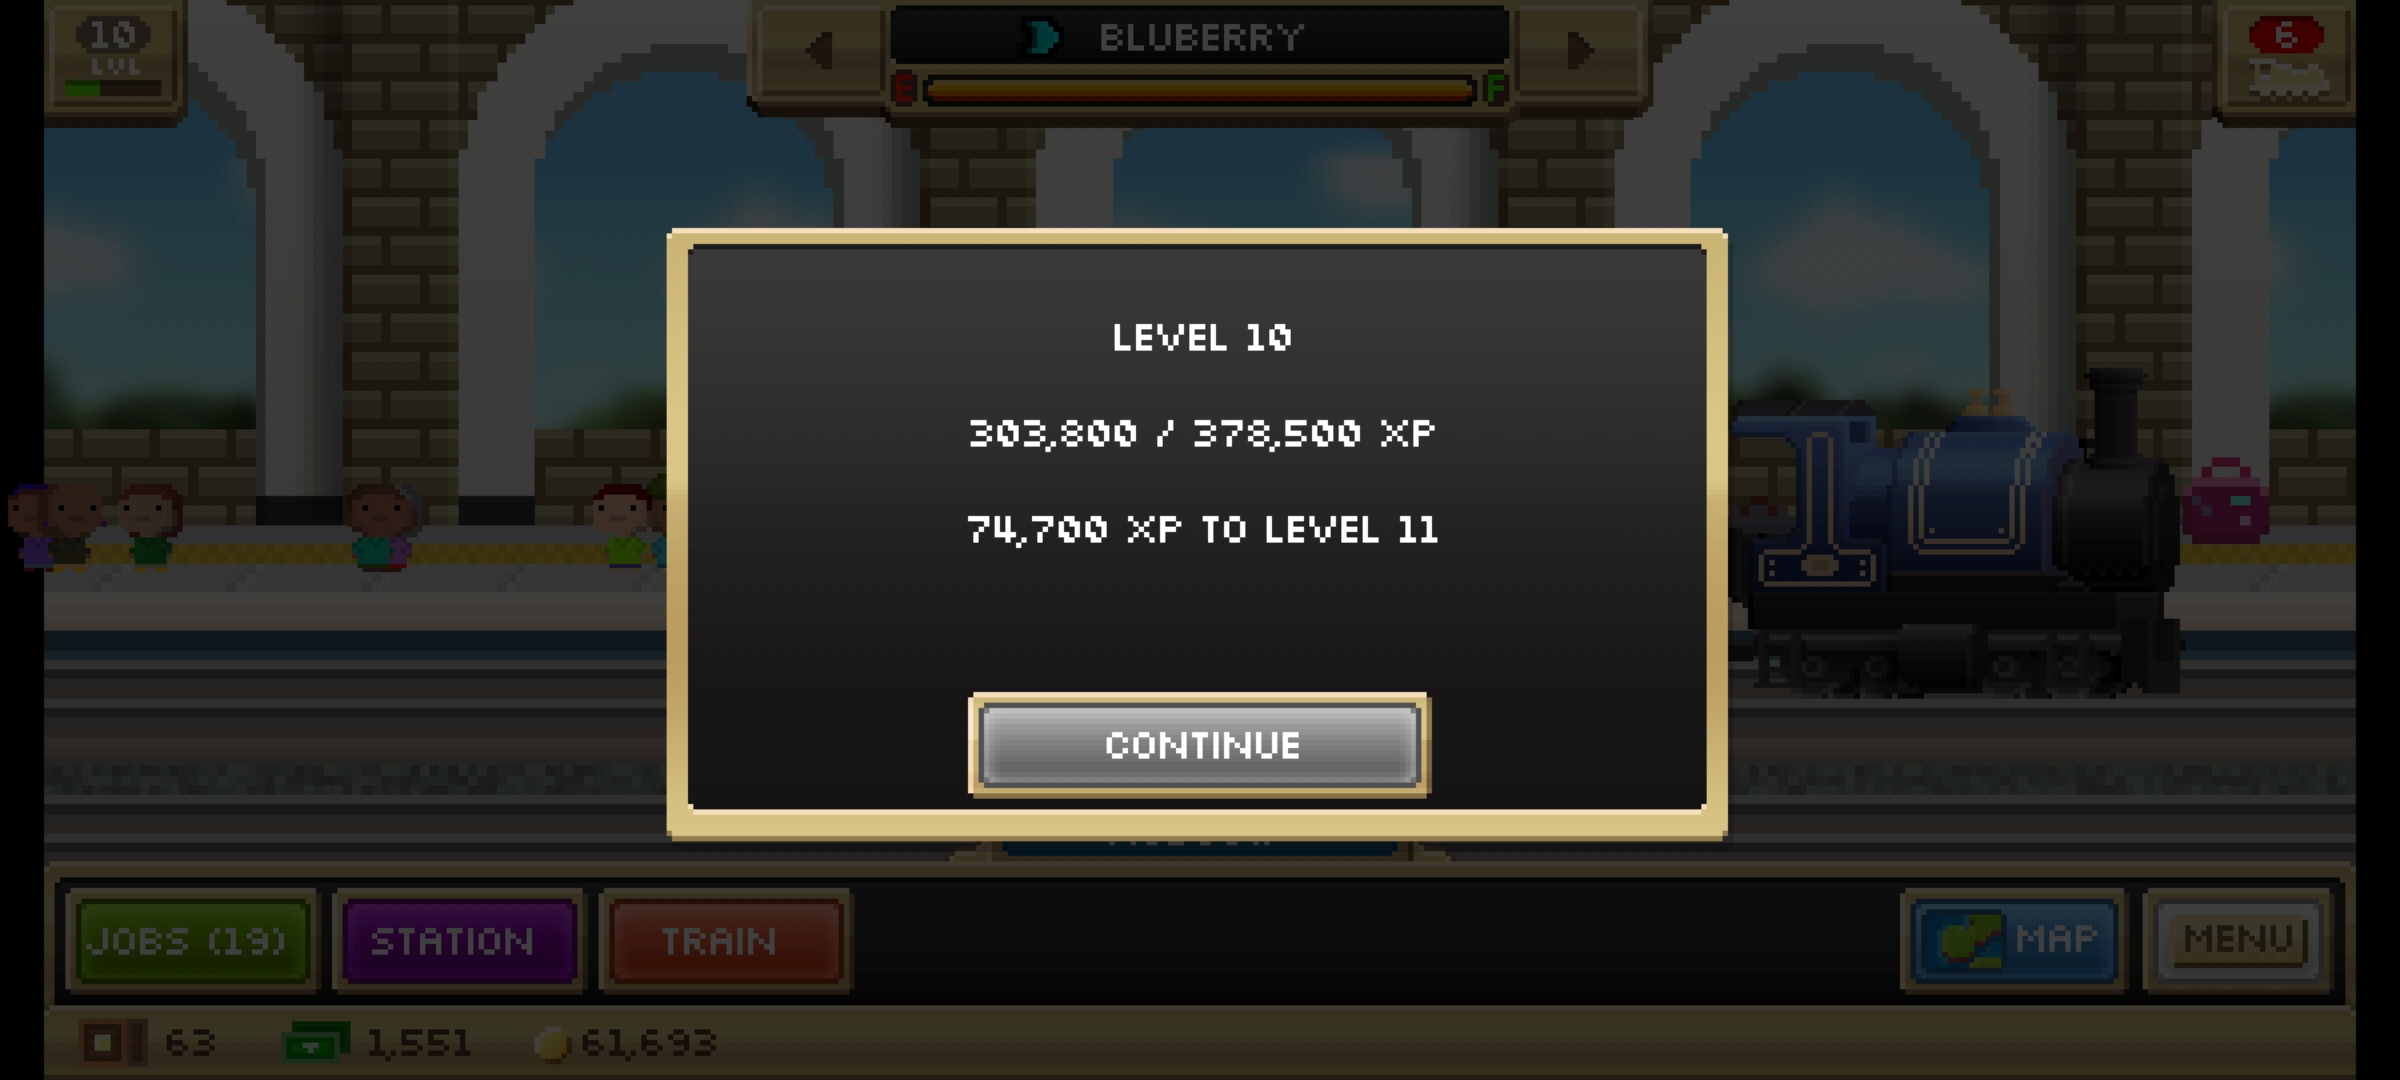 10
LVL
BLUBERRY
E
F
6
LEVEL 10
303,800 / 378,500 XP
74,700 XP TO LEVEL 11
CONTINUE
JOBS (19)
STATION
TRAIN
MAP
MENU
63
1,551
61,693